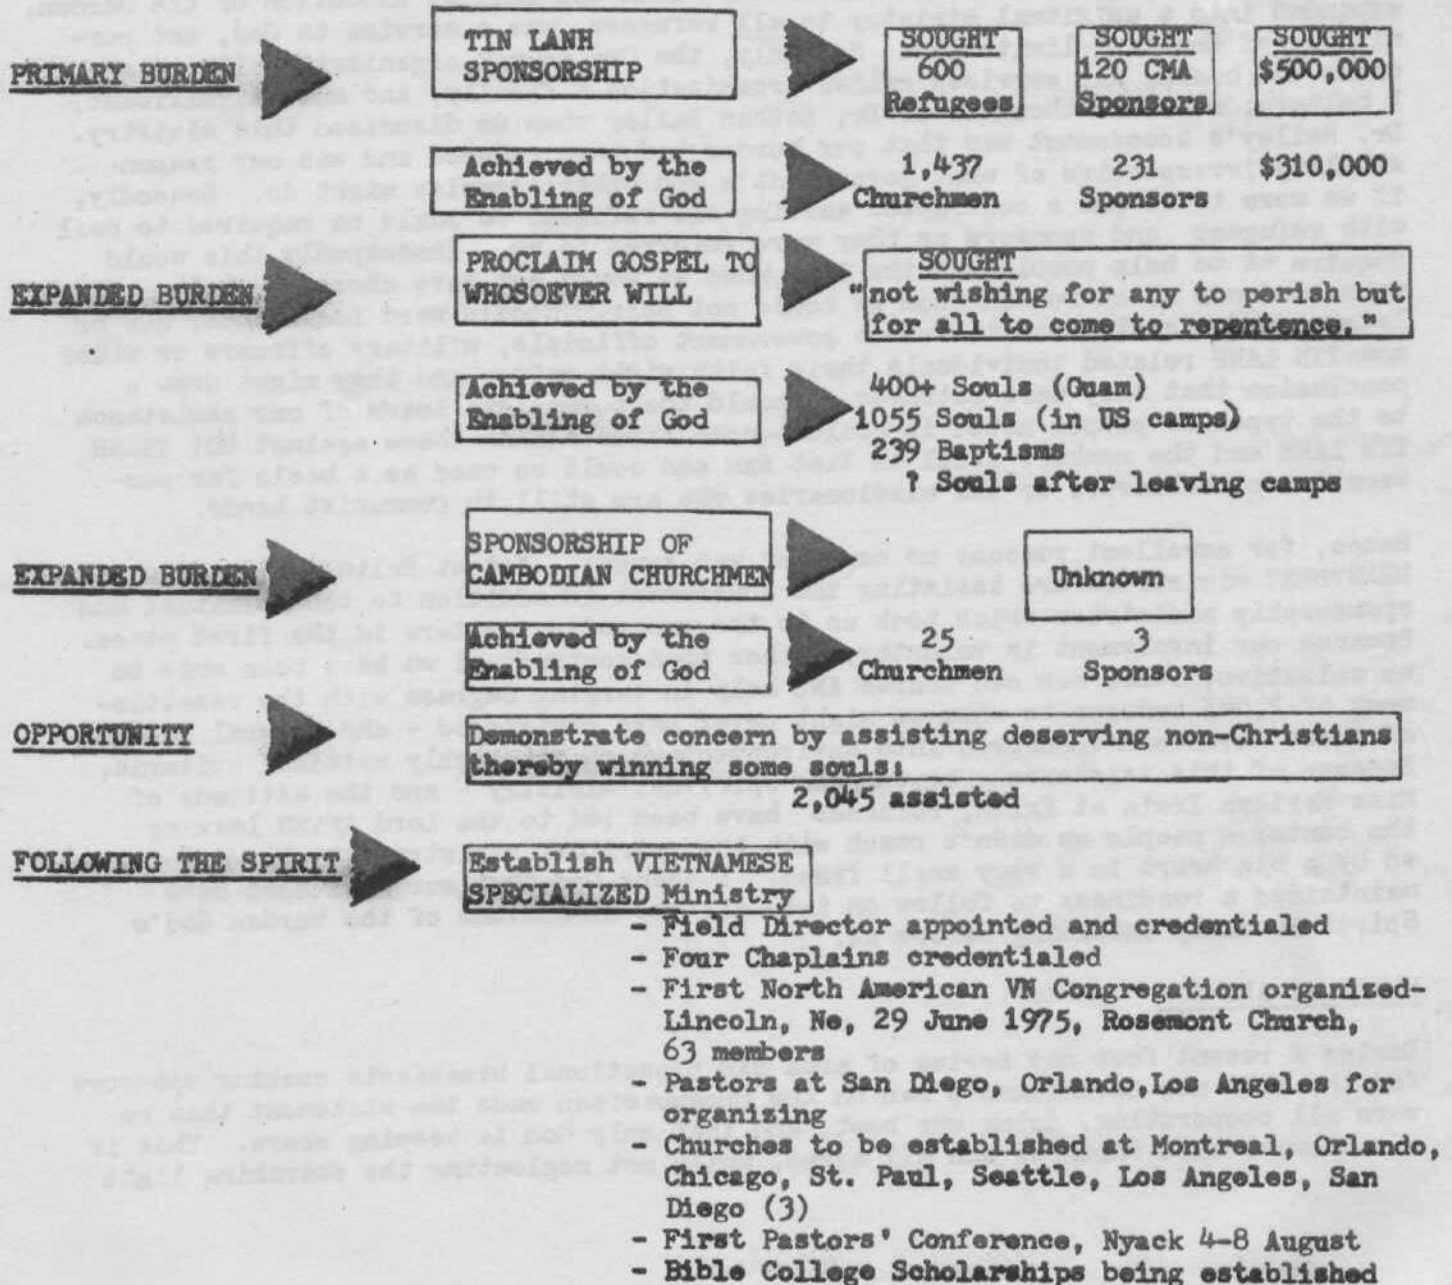 PRIMARY BURDEN
TIN LANH
SPONSORSHIP
SOUGHT
600
Refugees
SOUGHT
120 CMA
Sponsors
SOUGHT
$500,000
Achieved by the
Enabling of God
1,437
Churchmen
231
Sponsors
$310,000
EXPANDED BURDEN
PROCLAIM GOSPEL TO
WHOSOEVER WILL
SOUGHT
"not wishing for any to perish but
for all to come to repentence."
Achieved by the
Enabling of God
400+ Souls (Guam)
1055 Souls (in US camps)
239 Baptisms
? Souls after leaving camps
EXPANDED BURDEN
SPONSORSHIP OF
CAMBODIAN CHURCHMEN
Unknown
Achieved by the
Enabling of God
25
Churchmen
3
Sponsors
OPPORTUNITY
Demonstrate concern by assisting deserving non-Christians
thereby winning some souls:
2,045 assisted
FOLLOWING THE SPIRIT
Establish VIETNAMESE
SPECIALIZED Ministry
- Field Director appointed and credentialed
- Four Chaplains credentialed
- First North American VN Congregation organized-
Lincoln, Ne, 29 June 1975, Rosemont Church,
63 members
- Pastors at San Diego, Orlando,Los Angeles for
organizing
- Churches to be established at Montreal, Orlando,
Chicago, St. Paul, Seattle, Los Angeles, San
Diego (3)
- First Pastors' Conference, Nyack 4-8 August
- Bible College Scholarships being established